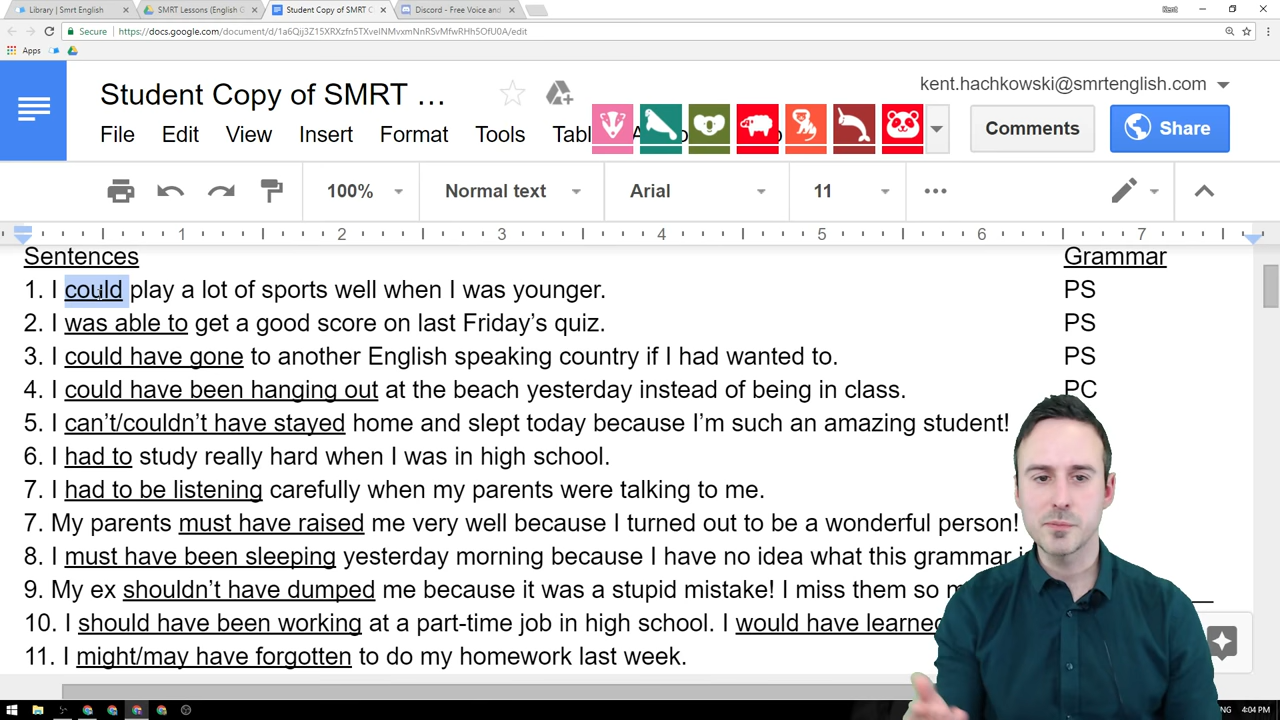 Library | Smrt English
SMRT Lessons (English G
Student Copy of SMRT C
Discord - Free Voice and
Kent
Secure
https://docs.google.com/document/d/1a6Qjj3Z15XRXzfn5TXveINMvxmNnRSvMfwRHh5OfU0A/edit
Apps
Student Copy of SMRT …
kent.hachkowski@smrtenglish.com
File Edit View Insert Format Tools
Comments
Share
100% Normal text Arial 11
1 2 3 4 5 6 7
Sentences Grammar
1. I could play a lot of sports well when I was younger. PS
2. I was able to get a good score on last Friday’s quiz. PS
3. I could have gone to another English speaking country if I had wanted to. PS
4. I could have been hanging out at the beach yesterday instead of being in class. PC
5. I can’t/couldn’t have stayed home and slept today because I’m such an amazing student!
6. I had to study really hard when I was in high school.
7. I had to be listening carefully when my parents were talking to me.
7. My parents must have raised me very well because I turned out to be a wonderful person!
8. I must have been sleeping yesterday morning because I have no idea what this grammar
9. My ex shouldn’t have dumped me because it was a stupid mistake! I miss them so
10. I should have been working at a part-time job in high school. I would have learned
11. I might/may have forgotten to do my homework last week.
4:04 PM